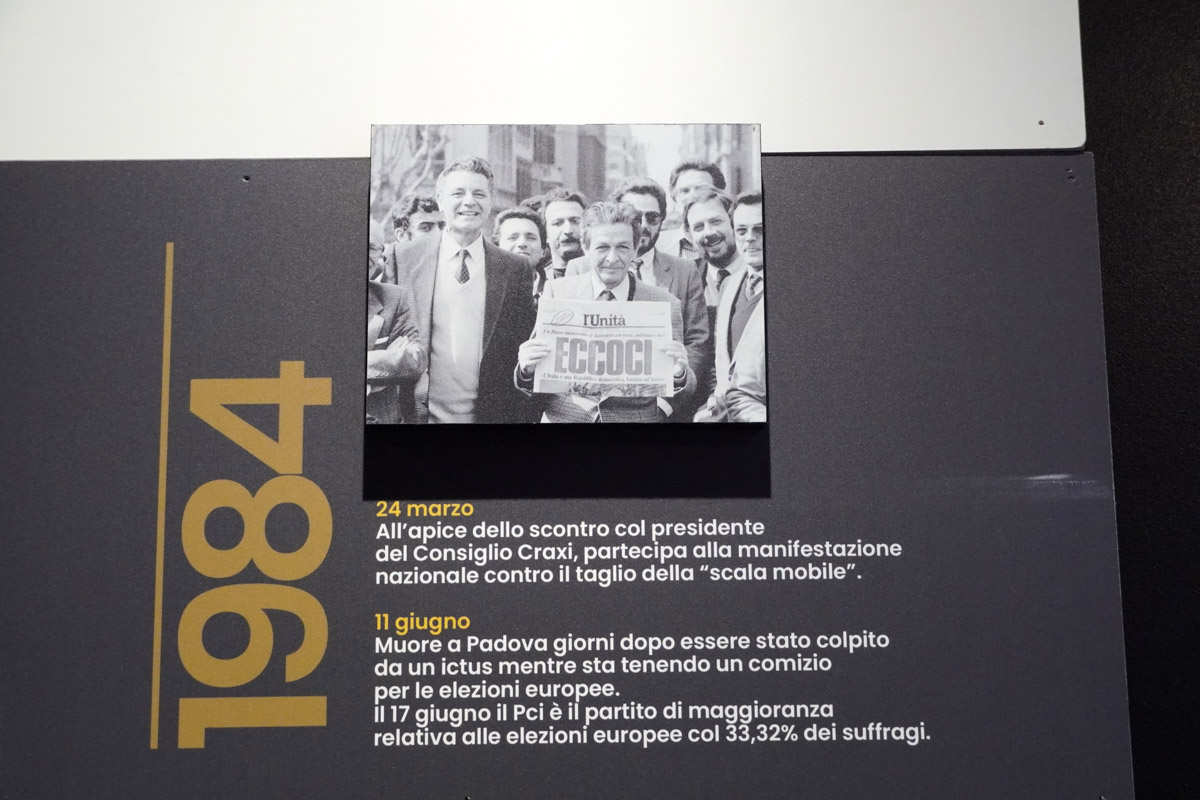 l'Unità
ECCOCI
1984
24 marzo
All'apice dello scontro col presidente
del Consiglio Craxi, partecipa alla manifestazione
nazionale contro il taglio della “scala mobile”.
11 giugno
Muore a Padova giorni dopo essere stato colpito
da un ictus mentre sta tenendo un comizio
per le elezioni europee.
Il 17 giugno il Pci è il partito di maggioranza
relativa alle elezioni europee col 33,32% dei suffragi.